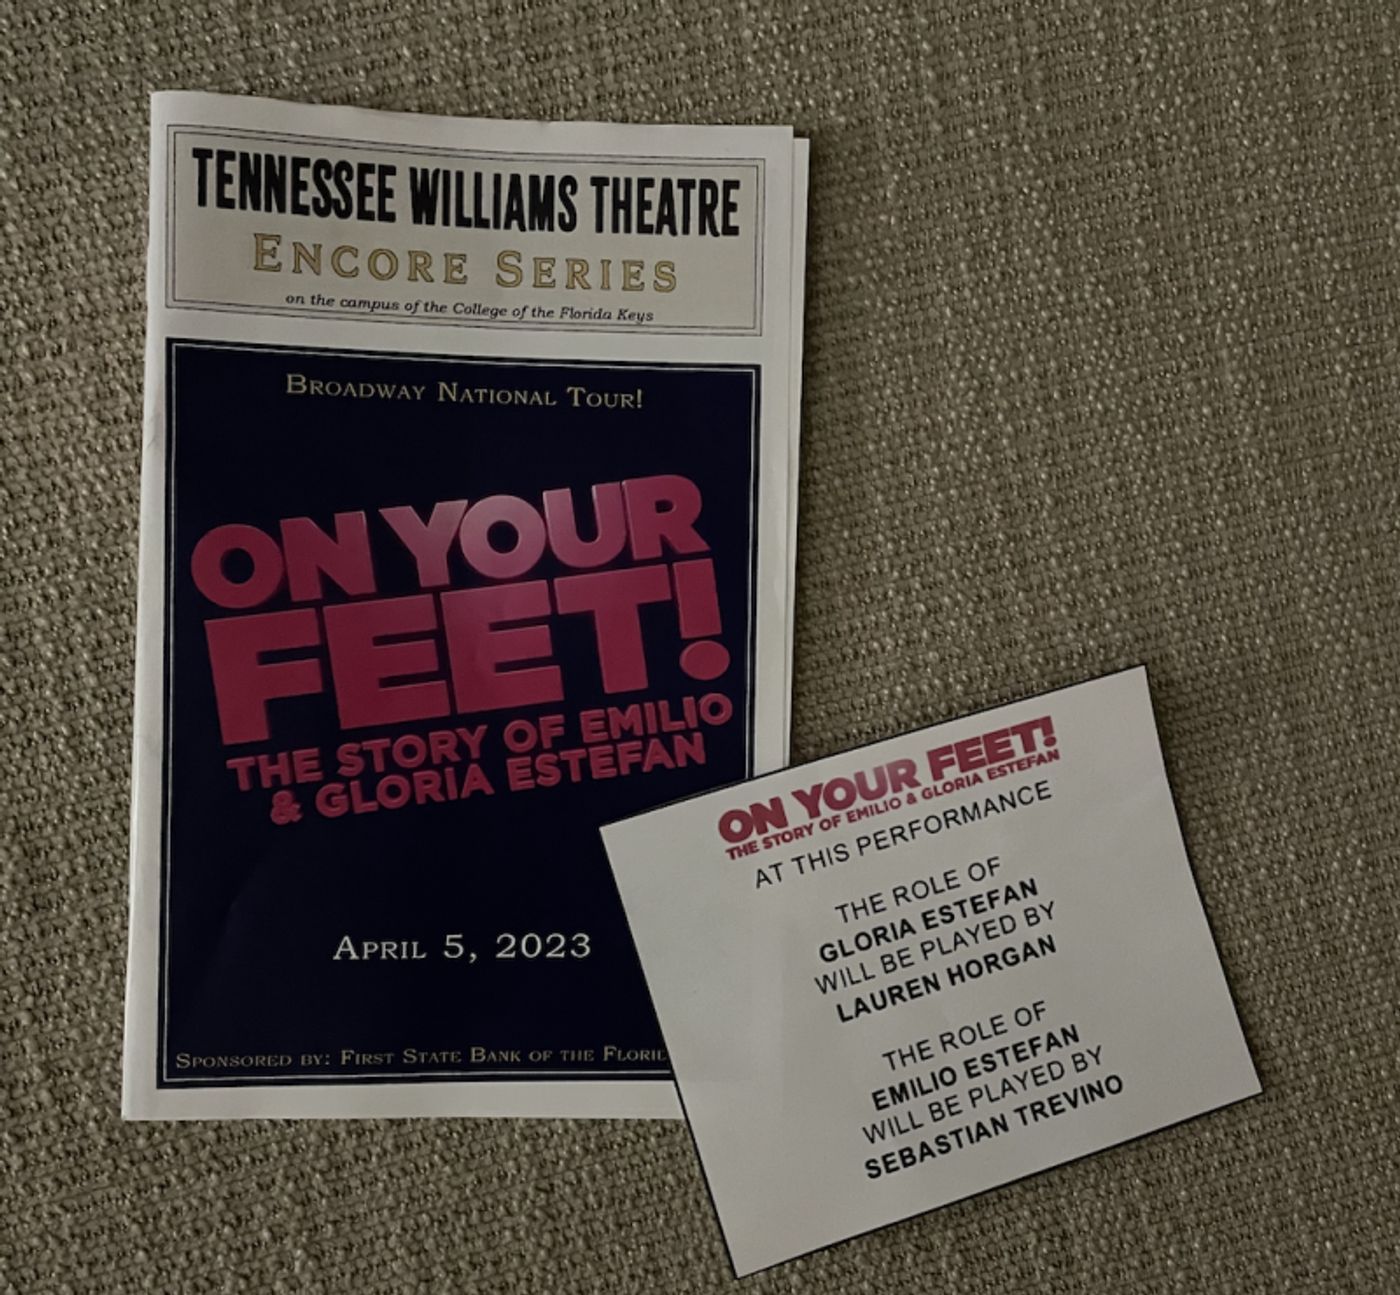 TENNESSEE WILLIAMS THEATRE
ENCORE SERIES
on the campus of the College of the Florida Keys
BROADWAY NATIONAL TOUR!
ON YOUR
FEET!
THE STORY OF EMILIO
& GLORIA ESTEFAN
APRIL 5, 2023
SPONSORED BY: FIRST STATE BANK OF THE
ON YOUR FEET!
THE STORY OF EMILIO & GLORIA ESTEFAN
AT THIS PERFORMANCE
THE ROLE OF
GLORIA ESTEFAN
WILL BE PLAYED BY
LAUREN HORGAN
THE ROLE OF
EMILIO ESTEFAN
WILL BE PLAYED BY
SEBASTIAN TREVINO